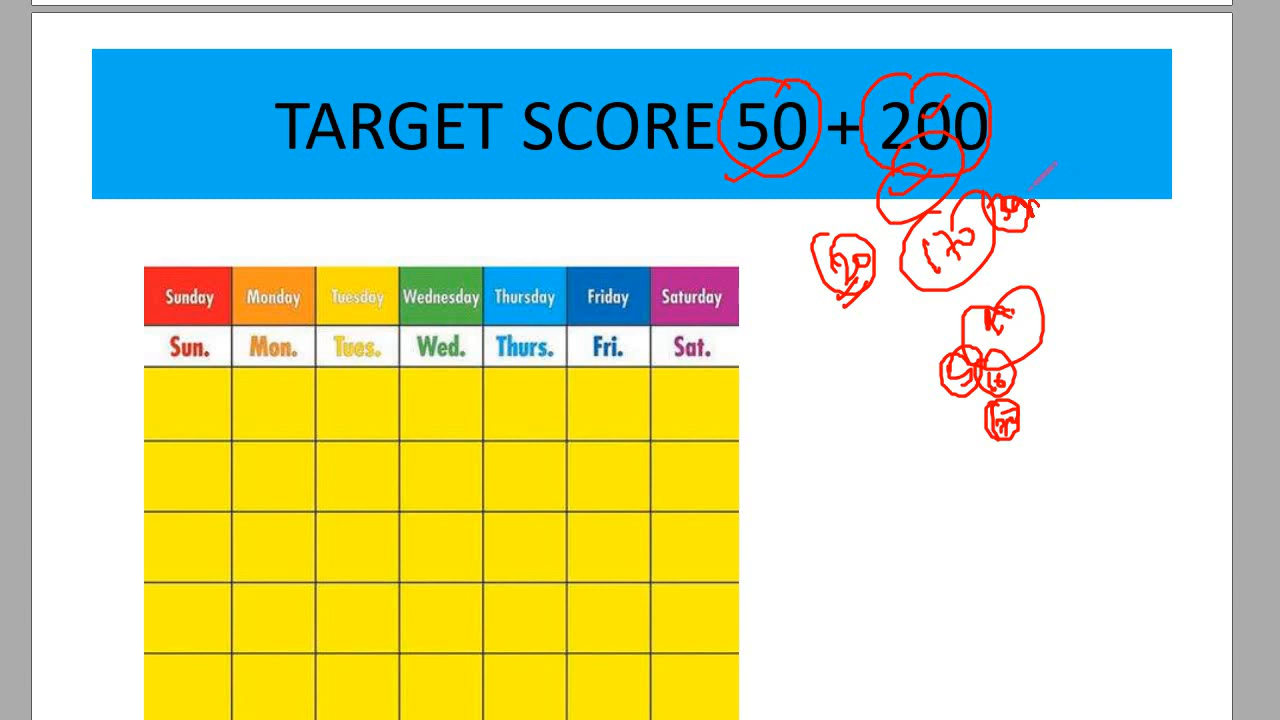 TARGET SCORE 50 + 200
Sunday Monday Tuesday Wednesday Thursday Friday Saturday
Sun. Mon. Tues. Wed. Thurs. Fri. Sat.